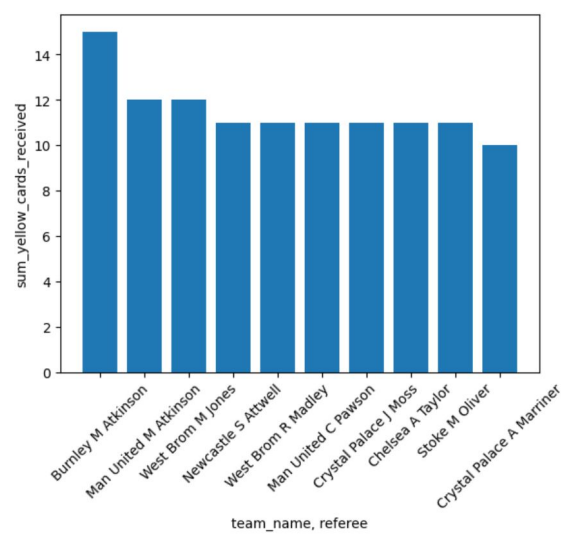 sum_yellow_cards_received
14
12
10
8
6
4
2
0
Burnley M Atkinson
Man United M Atkinson
West Brom M Jones
Newcastle S Attwell
West Brom R Madley
Man United C Pawson
Crystal Palace J Moss
Chelsea A Taylor
Stoke M Oliver
Crystal Palace A Marriner
team_name, referee